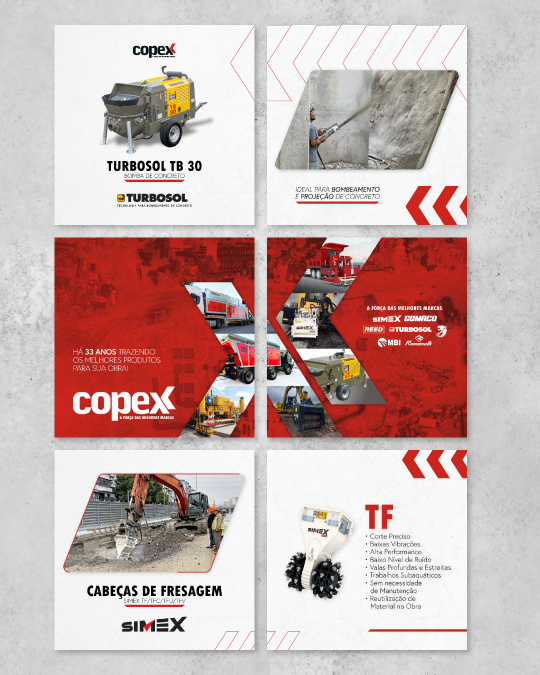 copex
TURBOSOL TB 30
BOMBA DE CONCRETO
TURBOSOL
TECNOLOGIA PARA BOMBEAMENTO DE CONCRETO
IDEAL PARA BOMBEAMENTO
E PROJEÇÃO DE CONCRETO
HÁ 33 ANOS TRAZENDO
OS MELHORES PRODUTOS
PARA SUA OBRA!
copex
A FORÇA DAS MELHORES MARCAS
SIMEX
A FORÇA DAS MELHORES MARCAS
SIMEX GOMACO
REED TURBOSOL
MBI Romanelli
CABEÇAS DE FRESAGEM
SIMEX TF/TFC/TFU/TFV
SIMEX
SIMEX
TF
• Corte Preciso
• Baixas Vibrações
• Alta Performance
• Baixo Nível de Ruído
• Valas Profundas e Estreitas
• Trabalhos Subaquáticos
• Sem necessidade
de Manutenção
• Reutilização de
Material na Obra